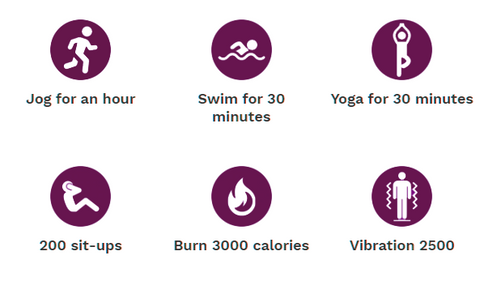 Jog for an hour
Swim for 30
minutes
Yoga for 30 minutes
200 sit-ups
Burn 3000 calories
Vibration 2500